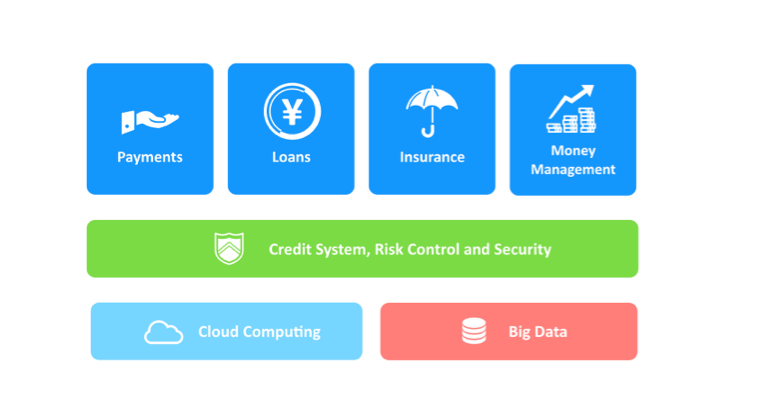 Payments
Loans
Insurance
Money
Management
Credit System, Risk Control and Security
Cloud Computing
Big Data